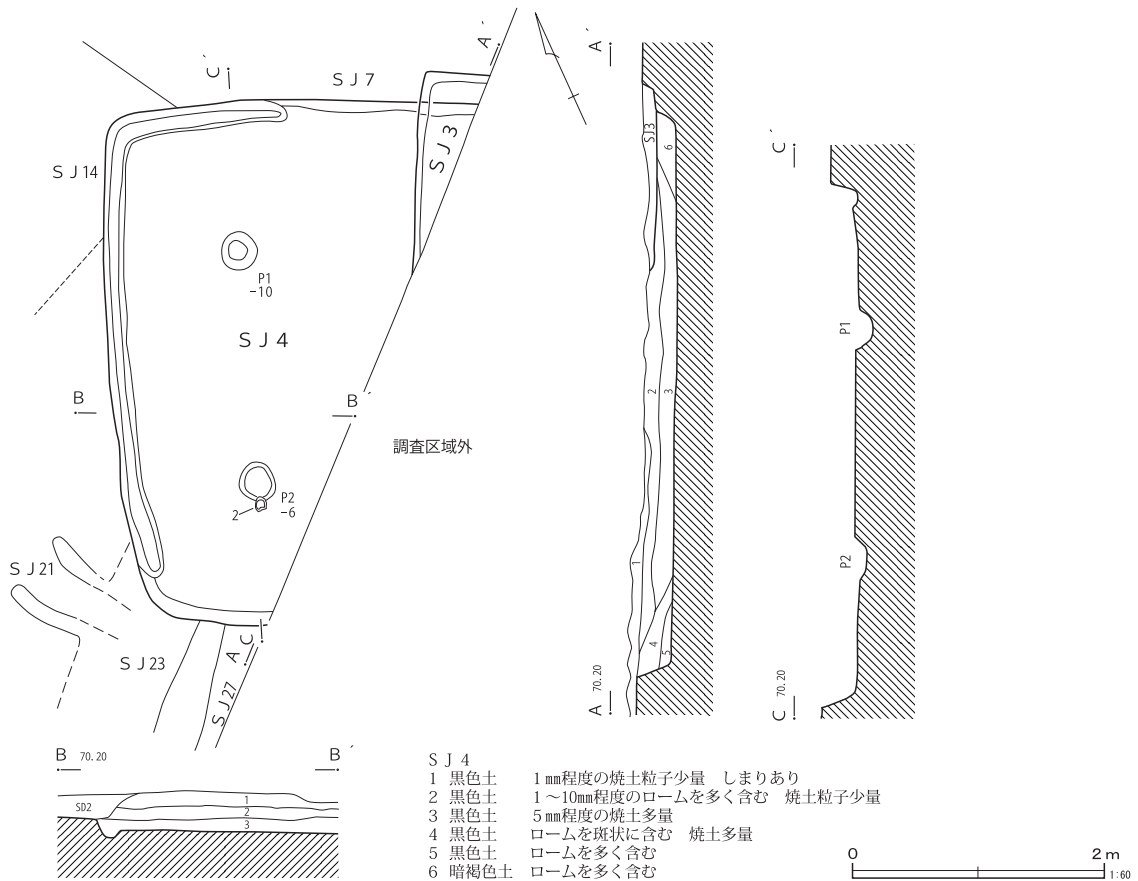 A´
C´
SJ7
SJ3
SJ14
P1
-10
SJ4
B
B´
調査区域外
P2
-6
2
SJ21
SJ23
C
A
SJ27
A´
SJ3
6
2
3
1
4
5
A 70.20
C´
P1
P2
C 70.20
B 70.20
B´
SD2
1
2
3
SJ4
1 黒色土 1㎜程度の焼土粒子少量 しまりあり
2 黒色土 1～10㎜程度のロームを多く含む 焼土粒子少量
3 黒色土 5㎜程度の焼土多量
4 黒色土 ロームを斑状に含む 焼土多量
5 黒色土 ロームを多く含む
6 暗褐色土 ロームを多く含む
0 2m
1:60